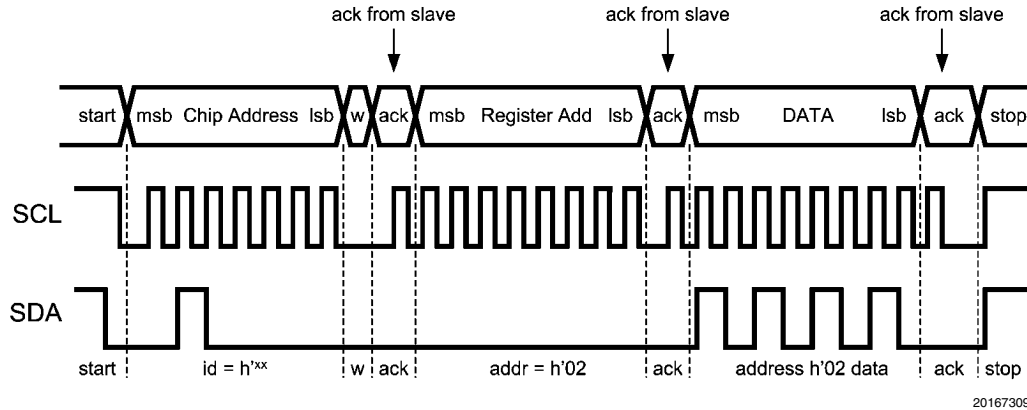 ack from slave ack from slave ack from slave
start msb Chip Address lsb w ack msb Register Add lsb ack msb DATA lsb ack stop
SCL
SDA
start id = h'xx w ack addr = h'02 ack address h'02 data ack stop
20167309